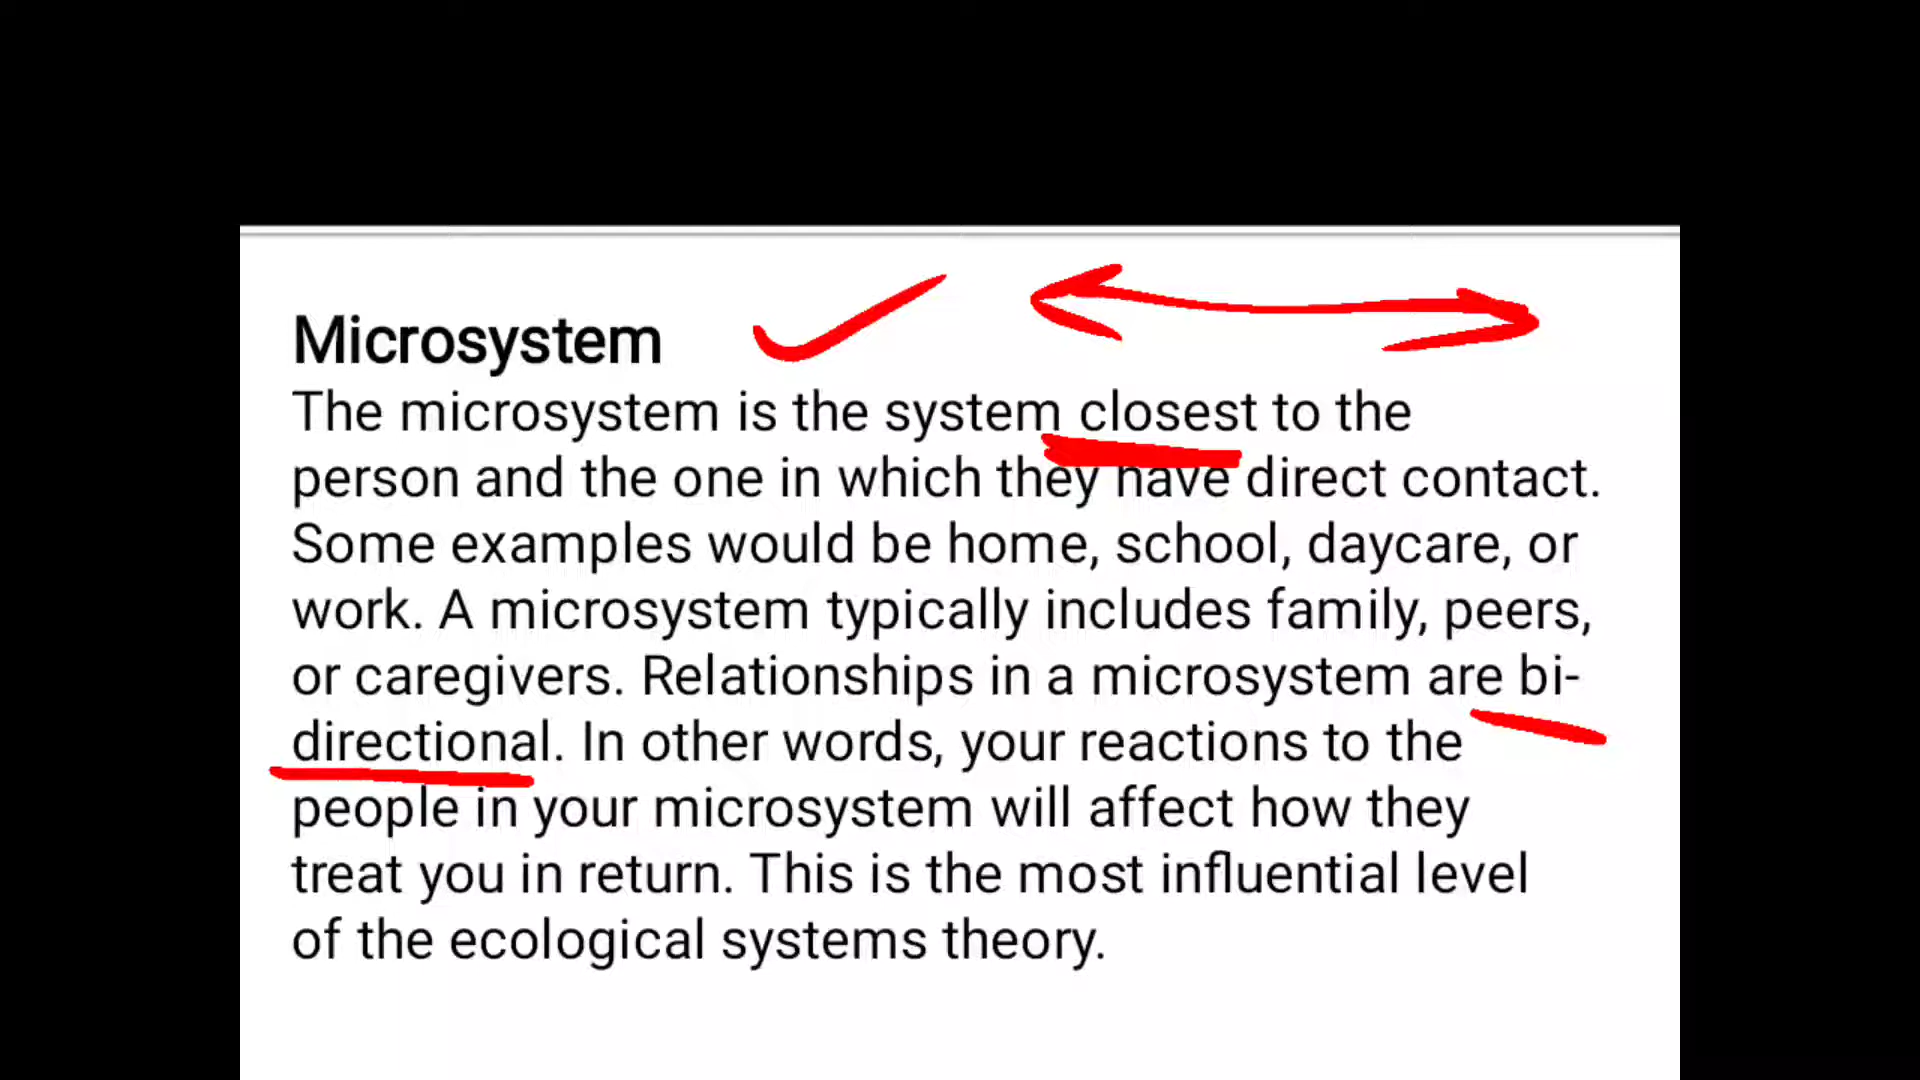 Microsystem
The microsystem is the system closest to the
person and the one in which they have direct contact.
Some examples would be home, school, daycare, or
work. A microsystem typically includes family, peers,
or caregivers. Relationships in a microsystem are bi-
directional. In other words, your reactions to the
people in your microsystem will affect how they
treat you in return. This is the most influential level
of the ecological systems theory.